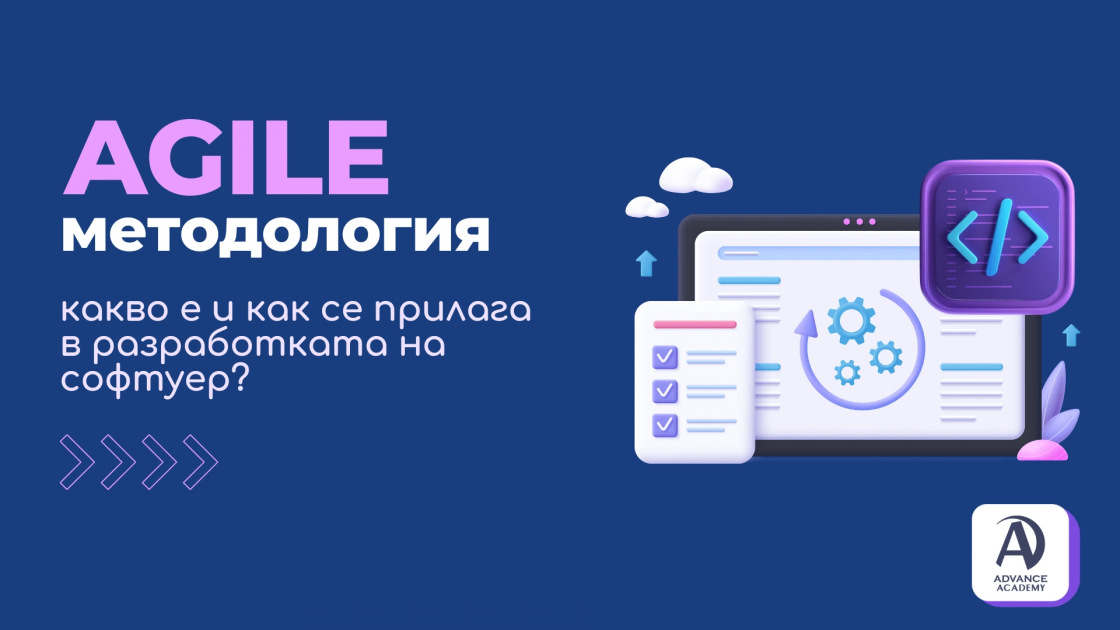 AGILE
методология
какво е и как се прилага
в разработката на
софтуер?
</>
ADVANCE
ACADEMY